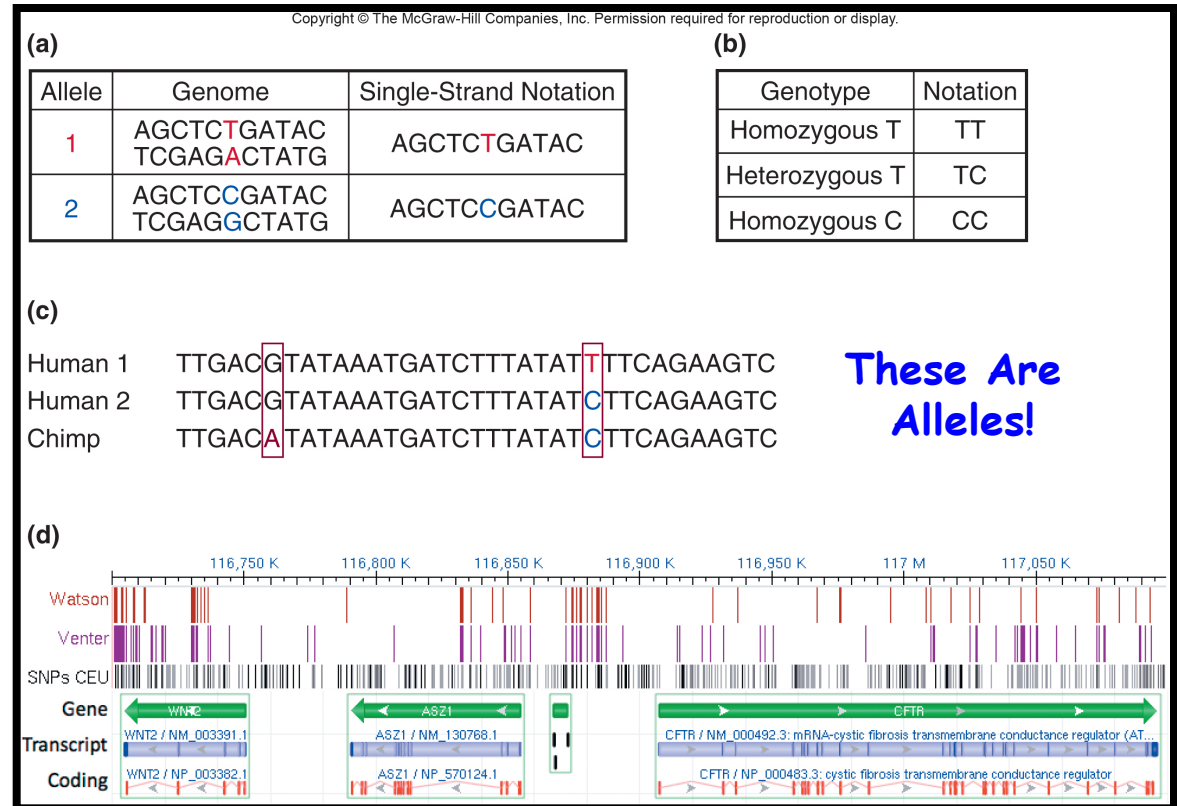 Copyright © The McGraw-Hill Companies, Inc. Permission required for reproduction or display.
(a)
Allele Genome Single-Strand Notation
1 AGCTCTGATAC AGCTCTGATAC
TCGAGACTATG
2 AGCTCCGATAC AGCTCCGATAC
TCGAGGCTATG
(b)
Genotype Notation
Homozygous T TT
Heterozygous T TC
Homozygous C CC
(c)
Human 1 TTGACGTATAAATGATCTTTATATTTTCAGAAGTC
Human 2 TTGACGTATAAATGATCTTTATATCTTCAGAAGTC
Chimp TTGACATATAAATGATCTTTATATCTTCAGAAGTC
These Are
Alleles!
(d)
116,750 K 116,800 K 116,850 K 116,900 K 116,950 K 117 M 117,050 K
Watson
Venter
SNPs CEU
Gene WNT2 ASZ1 CFTR
Transcript WNT2 / NM_003391.1 ASZ1 / NM_130768.1 CFTR / NM_000492.3: mRNA-cystic fibrosis transmembrane conductance regulator (AT...
Coding WNT2 / NP_003382.1 ASZ1 / NP_570124.1 CFTR / NP_000483.3: cystic fibrosis transmembrane conductance regulator